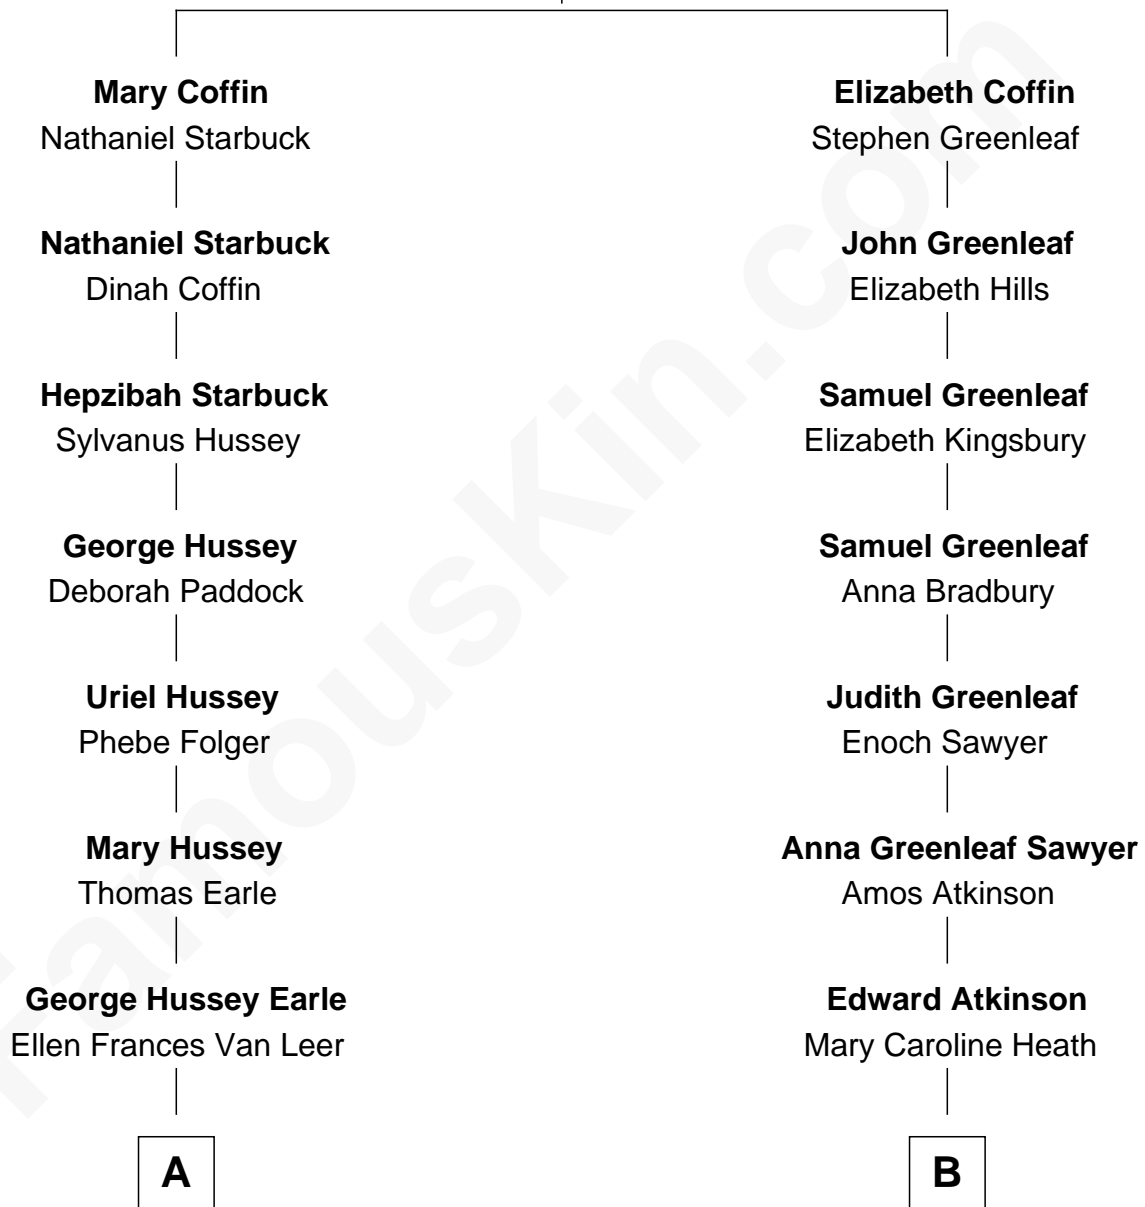 Mary Coffin
Nathaniel Starbuck
Nathaniel Starbuck
Dinah Coffin
Hepzibah Starbuck
Sylvanus Hussey
George Hussey
Deborah Paddock
Uriel Hussey
Phebe Folger
Mary Hussey
Thomas Earle
George Hussey Earle
Ellen Frances Van Leer
A
Elizabeth Coffin
Stephen Greenleaf
John Greenleaf
Elizabeth Hills
Samuel Greenleaf
Elizabeth Kingsbury
Samuel Greenleaf
Anna Bradbury
Judith Greenleaf
Enoch Sawyer
Anna Greenleaf Sawyer
Amos Atkinson
Edward Atkinson
Mary Caroline Heath
B
FamousKin.com